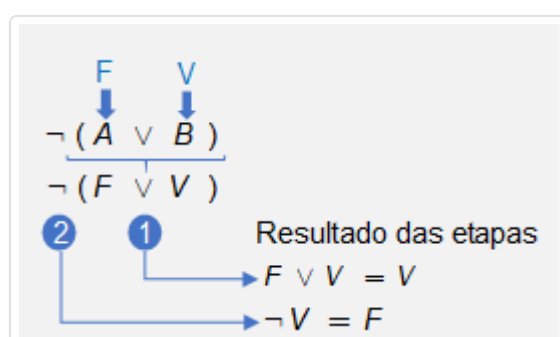 F V
¬ ( A ∨ B )
¬ ( F ∨ V )
2 1 Resultado das etapas
F ∨ V = V
¬ V = F